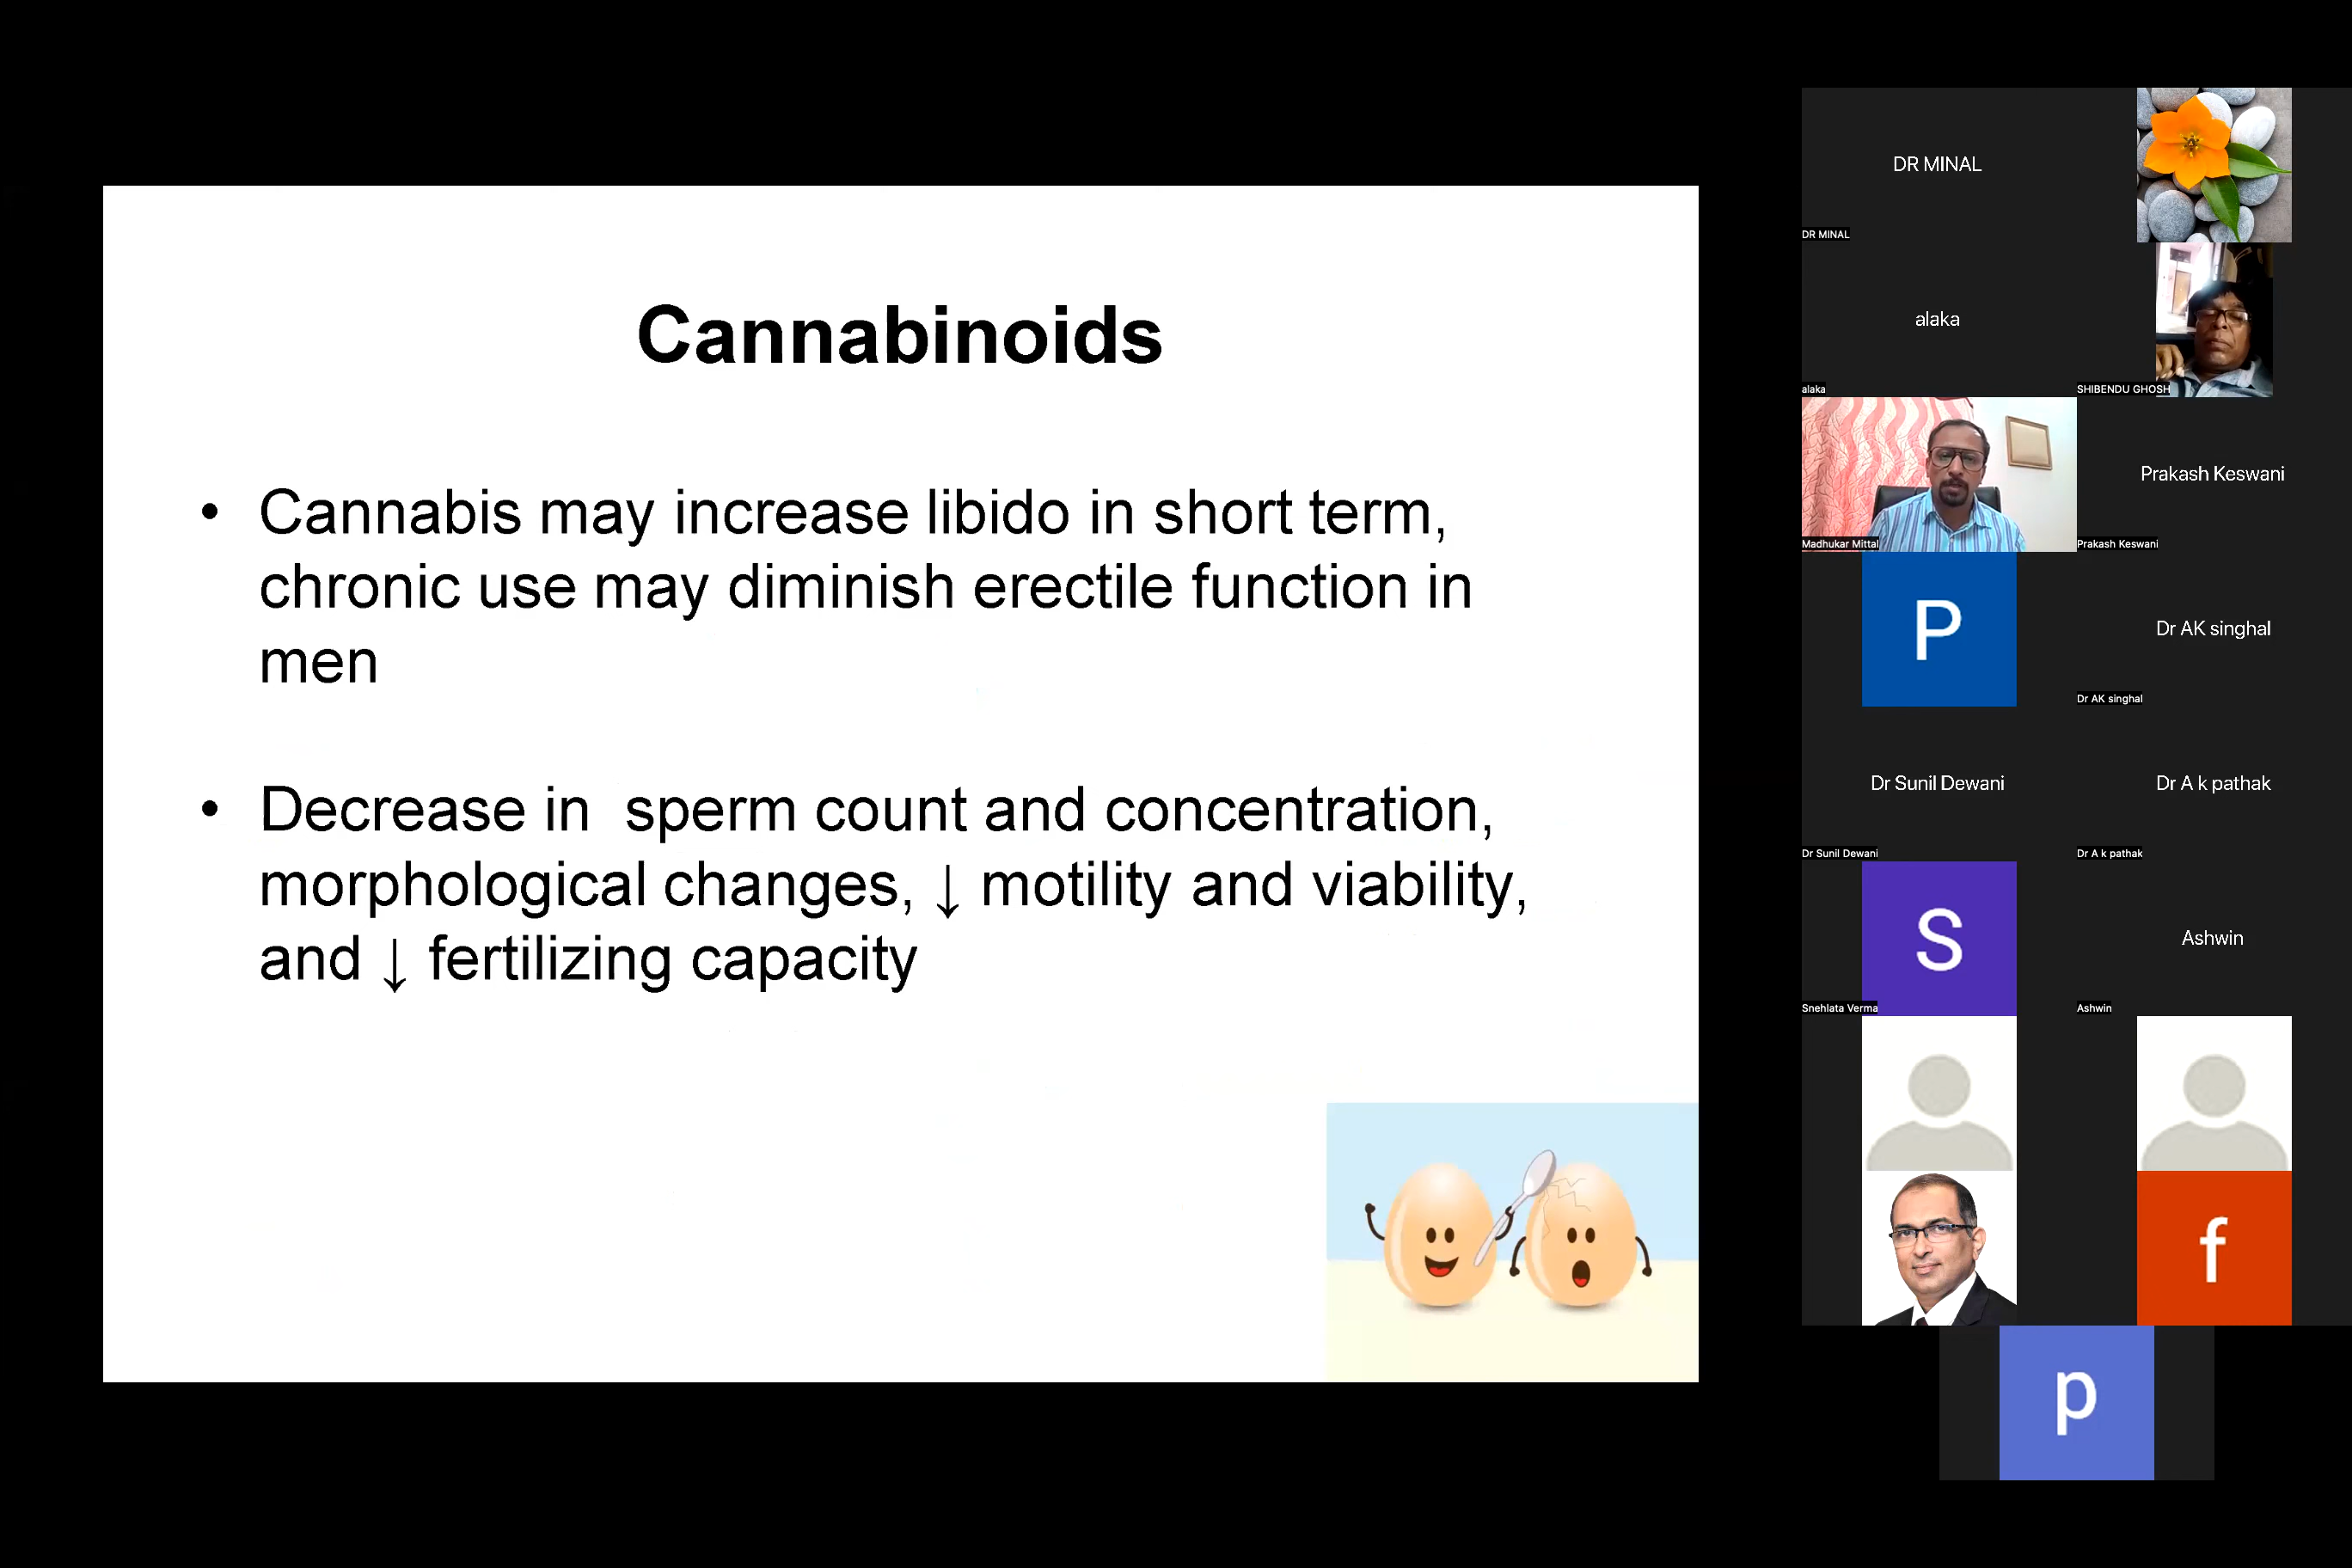 Cannabinoids
• Cannabis may increase libido in short term,
chronic use may diminish erectile function in
men
• Decrease in  sperm count and concentration,
morphological changes, ↓ motility and viability,
and ↓ fertilizing capacity
DR MINAL
DR MINAL
alaka
alaka
SHIBENDU GHOSH
Madhukar Mittal
Prakash Keswani
Prakash Keswani
P
Dr AK singhal
Dr AK singhal
Dr Sunil Dewani
Dr Sunil Dewani
Dr A k pathak
Dr A k pathak
S
Snehlata Verma
Ashwin
Ashwin
f
p